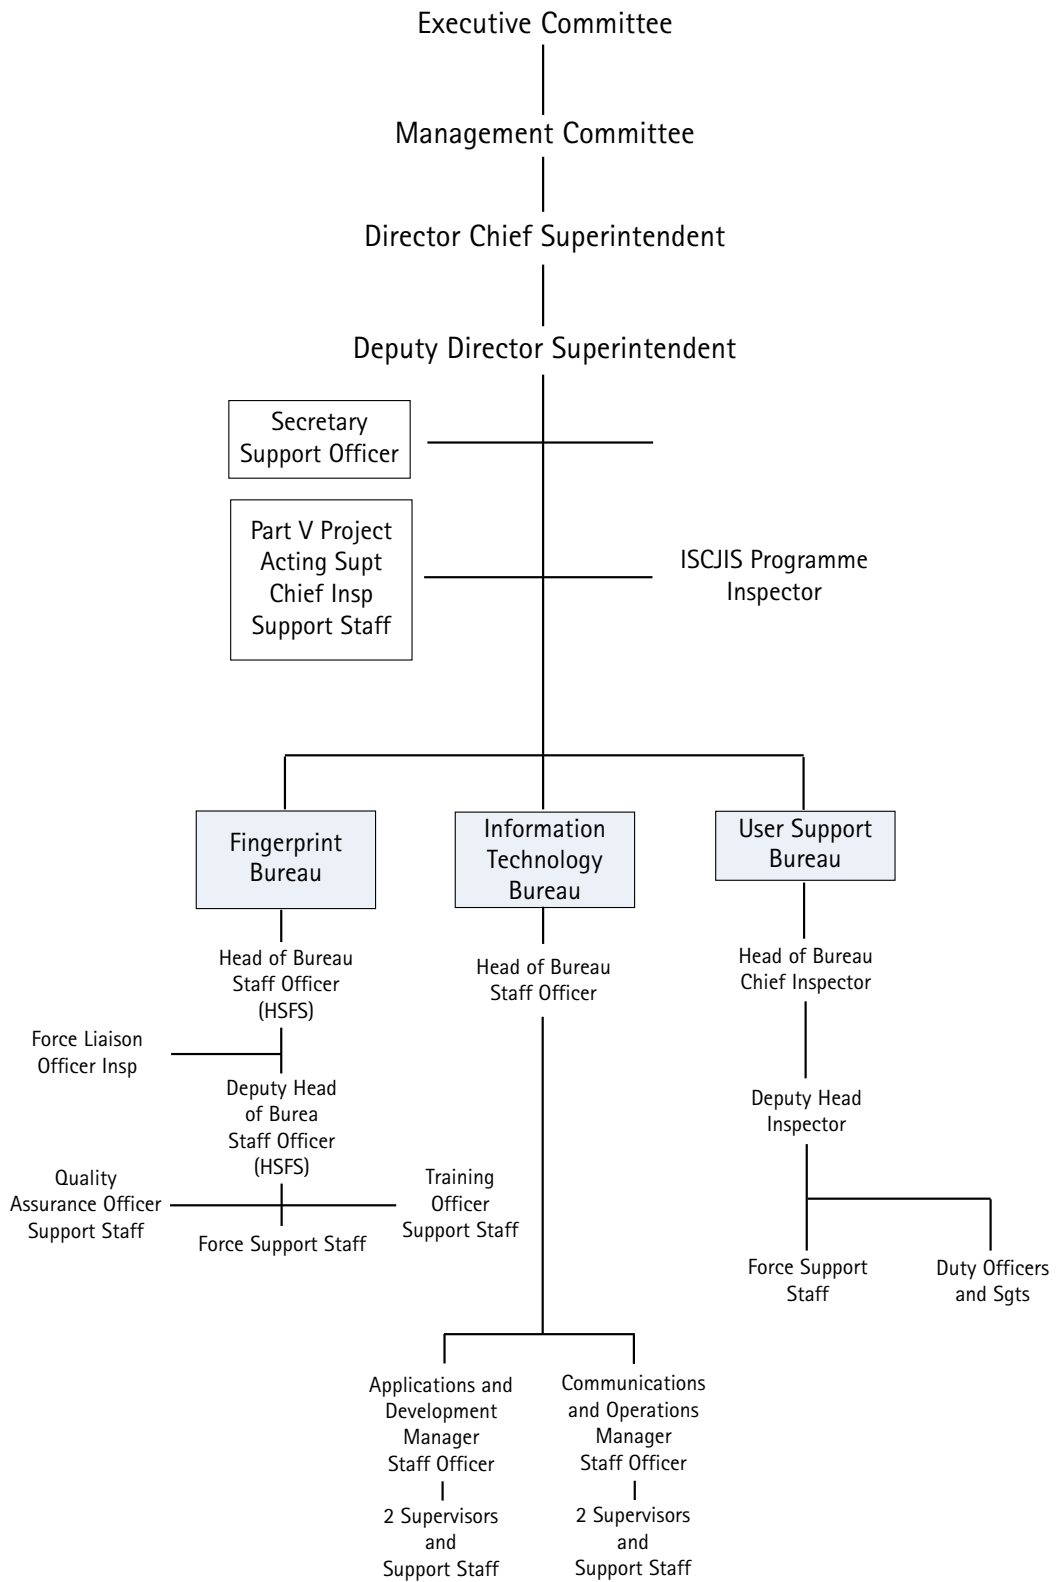 Executive Committee
Management Committee
Director Chief Superintendent
Deputy Director Superintendent
Secretary
Support Officer
Part V Project
Acting Supt
Chief Insp
Support Staff
ISCJIS Programme
Inspector
Fingerprint
Bureau
Information
Technology
Bureau
User Support
Bureau
Head of Bureau
Staff Officer
(HSFS)
Force Liaison
Officer Insp
Deputy Head
of Burea
Staff Officer
(HSFS)
Quality
Assurance Officer
Support Staff
Training
Officer
Support Staff
Force Support Staff
Head of Bureau
Staff Officer
Applications and
Development
Manager
Staff Officer
2 Supervisors
and
Support Staff
Communications
and Operations
Manager
Staff Officer
2 Supervisors
and
Support Staff
Head of Bureau
Chief Inspector
Deputy Head
Inspector
Force Support
Staff
Duty Officers
and Sgts